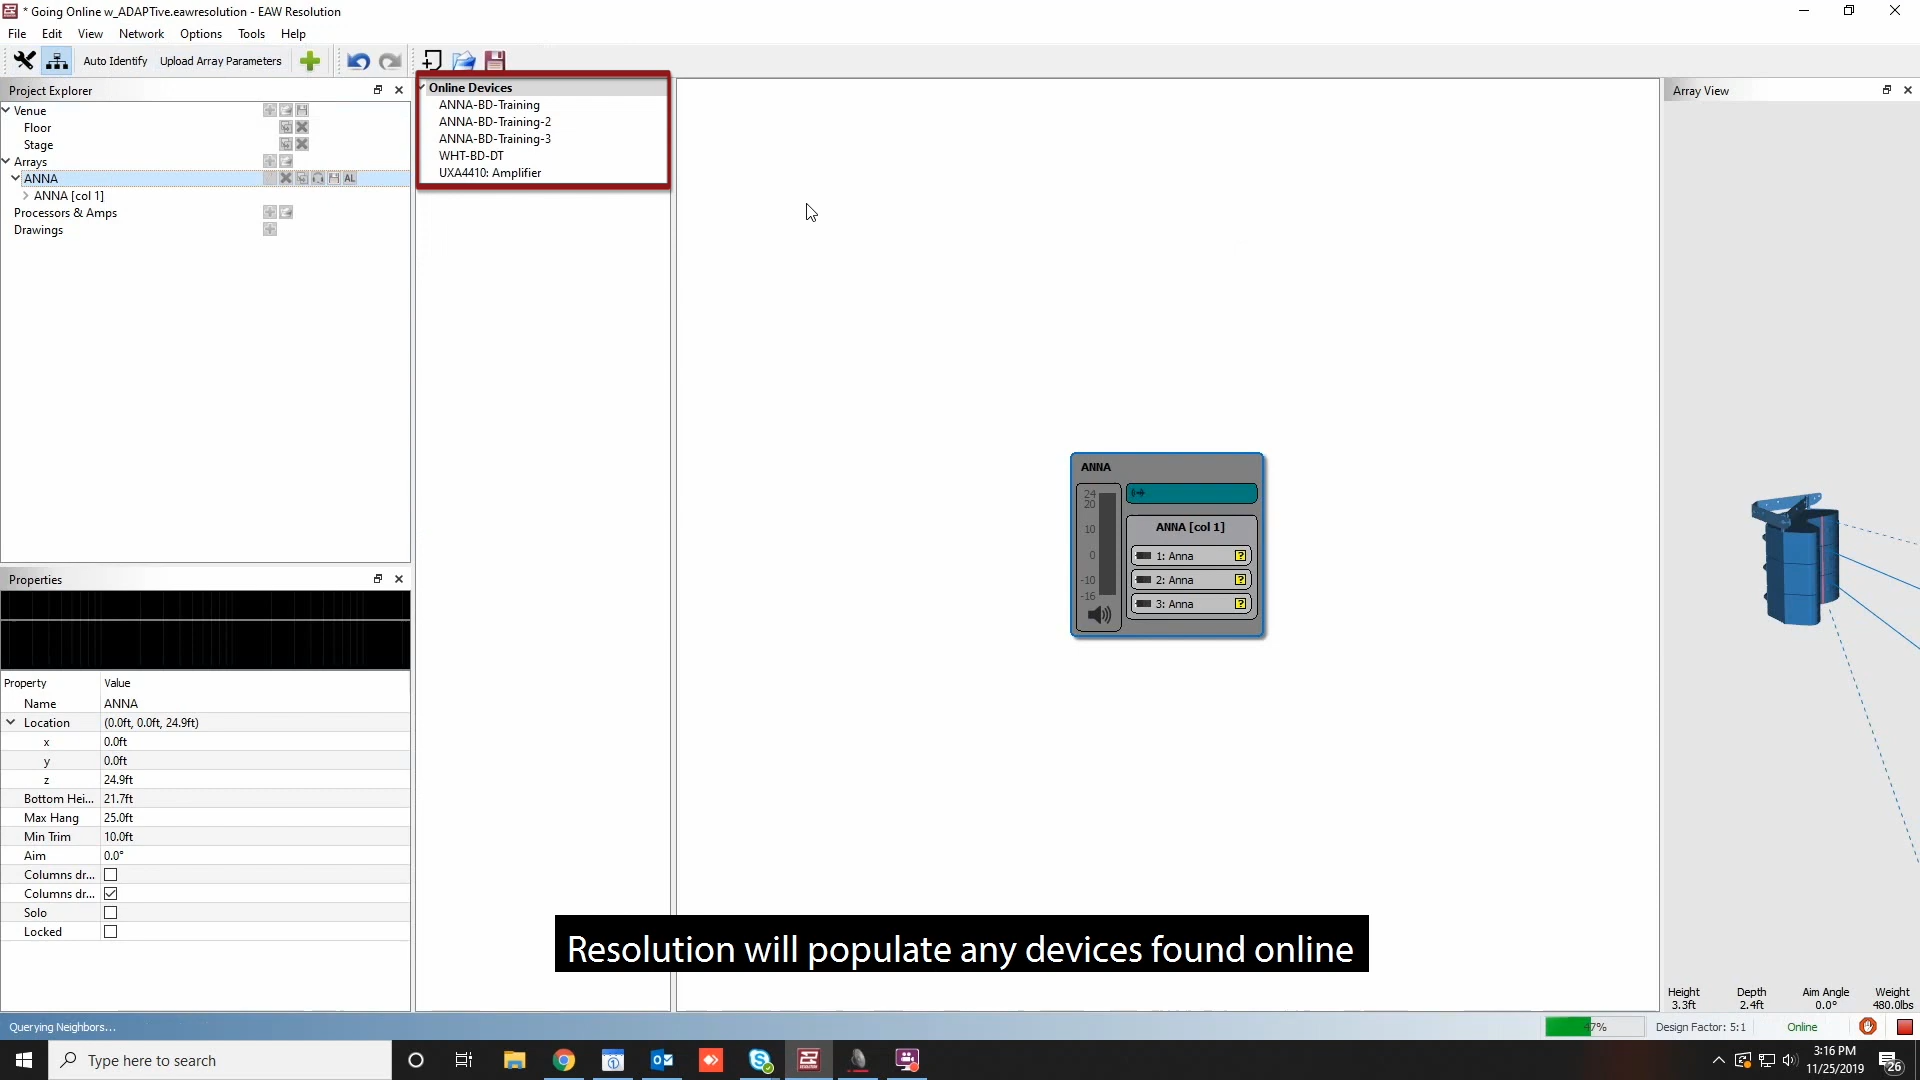 * Going Online w_ADAPTive.eawresolution - EAW Resolution
File Edit View Network Options Tools Help
Auto Identify Upload Array Parameters
Project Explorer
Venue
Floor
Stage
Arrays
ANNA AL
ANNA [col 1]
Processors & Amps
Drawings
Online Devices
ANNA-BD-Training
ANNA-BD-Training-2
ANNA-BD-Training-3
WHT-BD-DT
UXA4410: Amplifier
ANNA
24
20
10
0
-10
-16
ANNA [col 1]
1: Anna ?
2: Anna ?
3: Anna ?
Array View
Height Depth Aim Angle Weight
3.3ft 2.4ft 0.0° 480.0lbs
Properties
Property Value
Name ANNA
Location (0.0ft, 0.0ft, 24.9ft)
x 0.0ft
y 0.0ft
z 24.9ft
Bottom Hei... 21.7ft
Max Hang 25.0ft
Min Trim 10.0ft
Aim 0.0°
Columns dr...
Columns dr...
Solo
Locked
Resolution will populate any devices found online
Querying Neighbors... 47% Design Factor: 5:1 Online
Type here to search
3:16 PM
11/25/2019
26